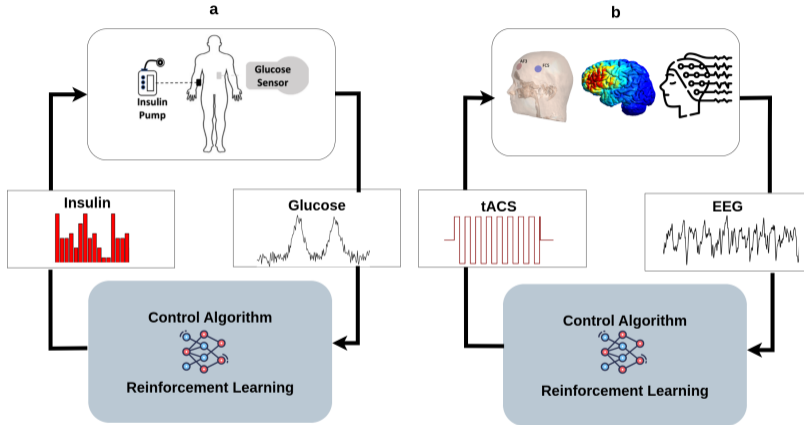 a
Insulin
Pump
Glucose
Sensor
Insulin
Glucose
Control Algorithm
Reinforcement Learning
b
tACS
EEG
Control Algorithm
Reinforcement Learning